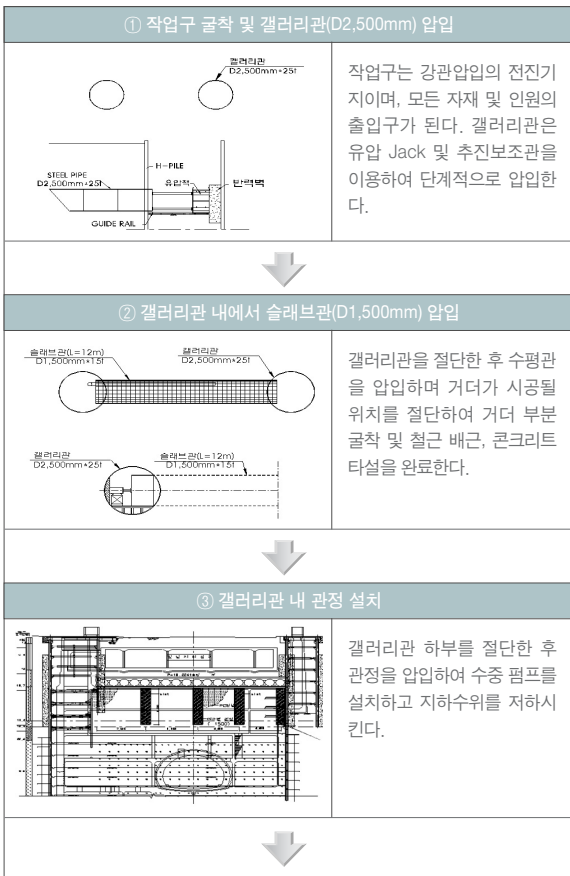 ① 작업구 굴착 및 갤러리관(D2,500mm) 압입
갤러리관
D2,500mm*25t
H-PILE
STEEL PIPE
D2,500mm*25t
유압잭
반력벽
GUIDE RAIL
작업구는 강관압입의 전진기
지이며, 모든 자재 및 인원의
출입구가 된다. 갤러리관은
유압 Jack 및 추진보조관을
이용하여 단계적으로 압입한
다.
② 갤러리관 내에서 슬래브관(D1,500mm) 압입
슬래브관(L=12m)
D1,500mm*15t
갤러리관
D2,500mm*25t
갤러리관
D2,500mm*25t
슬래브관(L=12m)
D1,500mm*15t
갤러리관을 절단한 후 수평관
을 압입하며 거더가 시공될
위치를 절단하여 거더 부분
굴착 및 철근 배근, 콘크리트
타설을 완료한다.
③ 갤러리관 내 관정 설치
갤러리관 하부를 절단한 후
관정을 압입하여 수중 펌프를
설치하고 지하수위를 저하시
킨다.